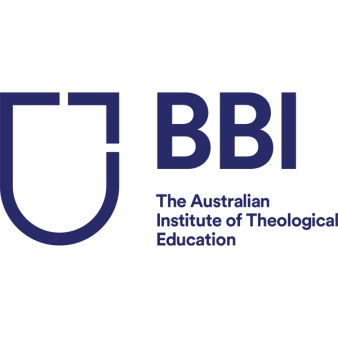 BBI
The Australian
Institute of Theological
Education